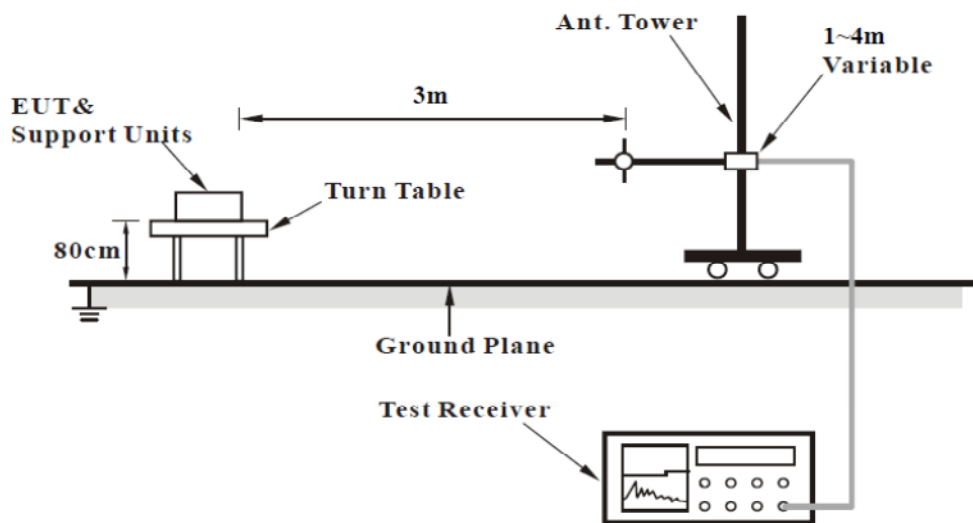 Ant. Tower
1~4m
Variable
3m
EUT&
Support Units
Turn Table
80cm
Ground Plane
Test Receiver